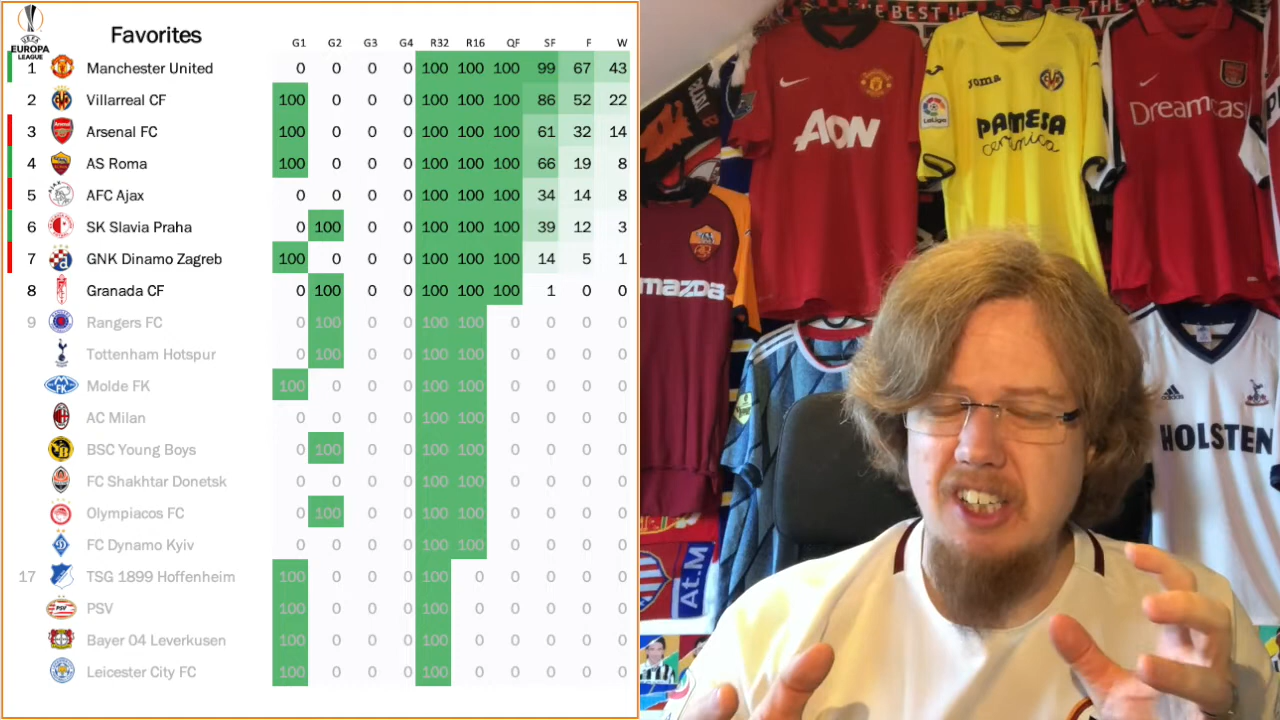 UEFA
EUROPA
LEAGUE
Favorites
G1 G2 G3 G4 R32 R16 QF SF F W
1 Manchester United 0 0 0 0 100 100 100 99 67 43
2 Villarreal CF 100 0 0 0 100 100 100 86 52 22
3 Arsenal FC 100 0 0 0 100 100 100 61 32 14
4 AS Roma 100 0 0 0 100 100 100 66 19 8
5 AFC Ajax 0 0 0 0 100 100 100 34 14 8
6 SK Slavia Praha 0 100 0 0 100 100 100 39 12 3
7 GNK Dinamo Zagreb 100 0 0 0 100 100 100 14 5 1
8 Granada CF 0 100 0 0 100 100 100 1 0 0
9 Rangers FC 0 100 0 0 100 100 0 0 0 0
Tottenham Hotspur 0 100 0 0 100 100 0 0 0 0
Molde FK 100 0 0 0 100 100 0 0 0 0
AC Milan 0 0 0 0 100 100 0 0 0 0
BSC Young Boys 0 100 0 0 100 100 0 0 0 0
FC Shakhtar Donetsk 0 0 0 0 100 100 0 0 0 0
Olympiacos FC 0 100 0 0 100 100 0 0 0 0
FC Dynamo Kyiv 0 0 0 0 100 100 0 0 0 0
17 TSG 1899 Hoffenheim 100 0 0 0 100 0 0 0 0 0
PSV 100 0 0 0 100 0 0 0 0 0
Bayer 04 Leverkusen 100 0 0 0 100 0 0 0 0 0
Leicester City FC 100 0 0 0 100 0 0 0 0 0
THE BEST
THE
AON
Joma
LaLiga
PAMESA
cerámica
Dreamcast
mazda
adidas
HOLSTEN
At.M